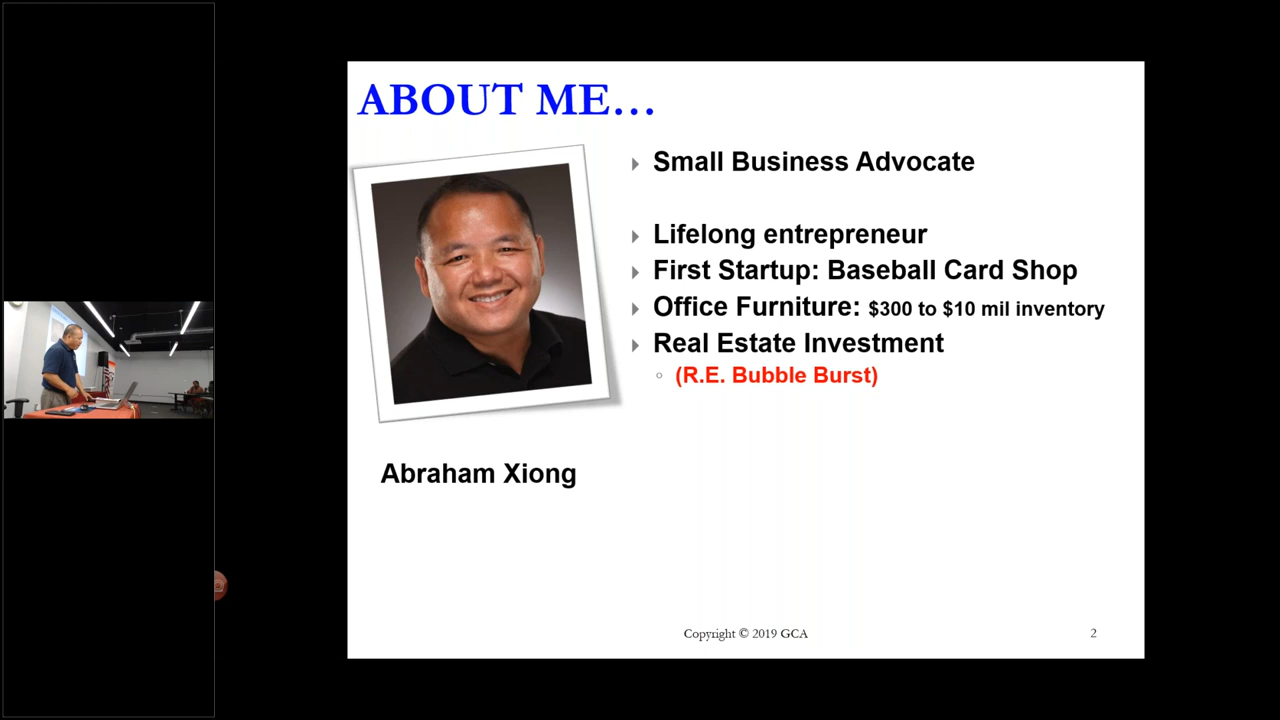 ABOUT ME…
Small Business Advocate
Lifelong entrepreneur
First Startup: Baseball Card Shop
Office Furniture: $300 to $10 mil inventory
Real Estate Investment
(R.E. Bubble Burst)
Abraham Xiong
Copyright © 2019 GCA
2